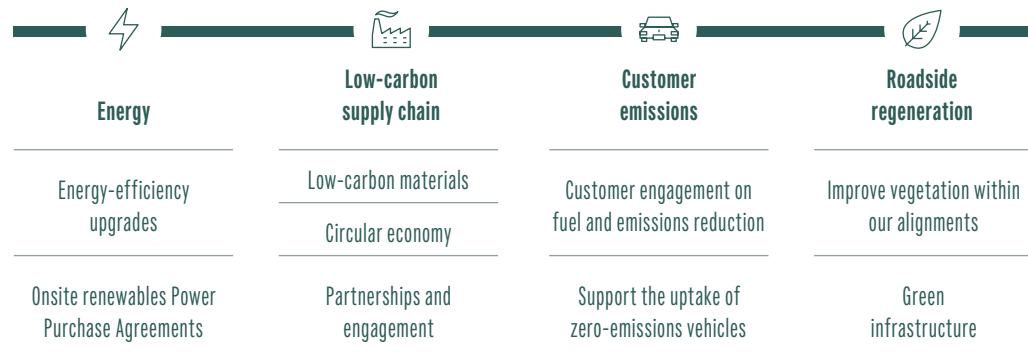 Energy
Energy-efficiency
upgrades
Onsite renewables Power
Purchase Agreements
Low-carbon
supply chain
Low-carbon materials
Circular economy
Partnerships and
engagement
Customer
emissions
Customer engagement on
fuel and emissions reduction
Support the uptake of
zero-emissions vehicles
Roadside
regeneration
Improve vegetation within
our alignments
Green
infrastructure